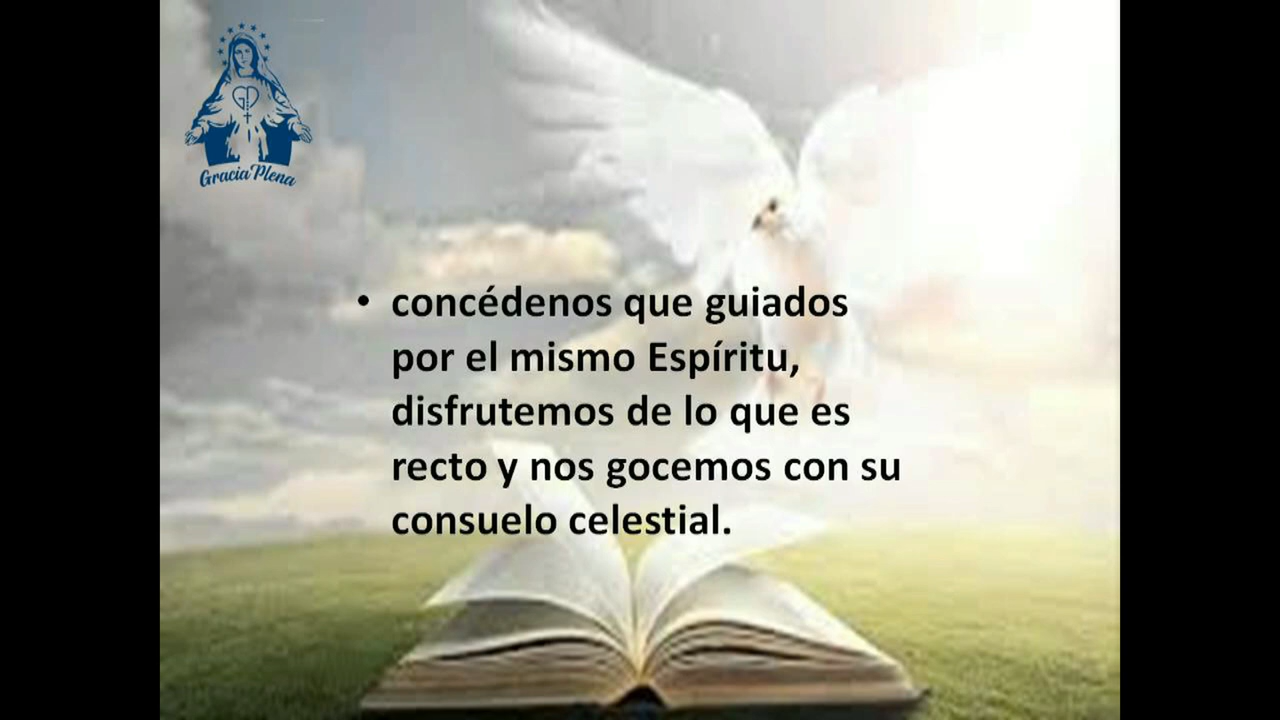 Gracia Plena
• concédenos que guiados
por el mismo Espíritu,
disfrutemos de lo que es
recto y nos gocemos con su
consuelo celestial.